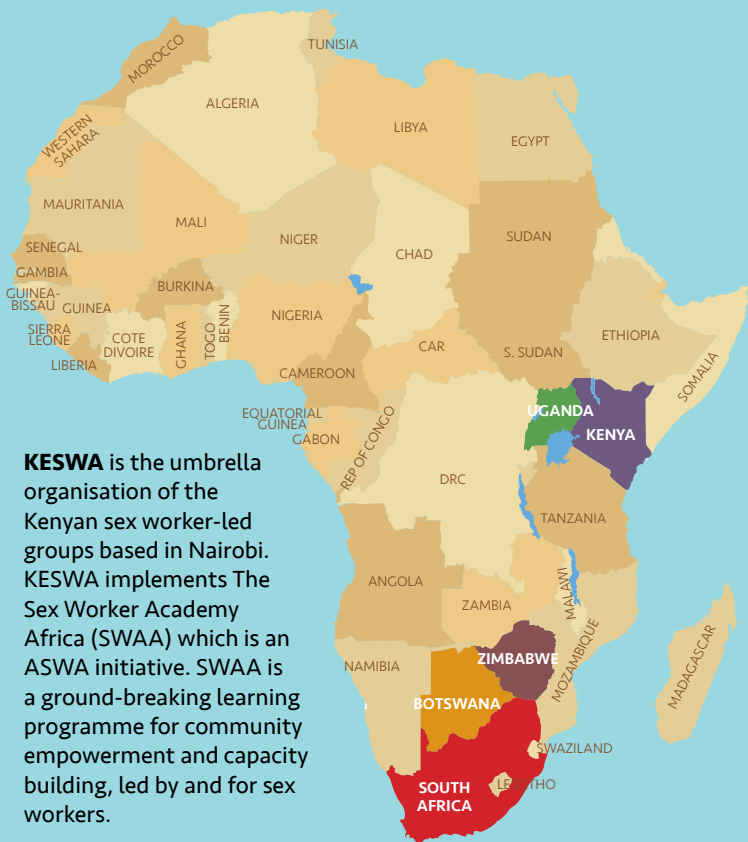 MOROCCO
TUNISIA
ALGERIA
LIBYA
EGYPT
WESTERN
SAHARA
MAURITANIA
MALI
NIGER
CHAD
SUDAN
SENEGAL
GAMBIA
GUINEA-
BISSAU
GUINEA
BURKINA
SIERRA
LEONE
LIBERIA
COTE
DIVOIRE
GHANA
TOGO
BENIN
NIGERIA
CAMEROON
CAR
S. SUDAN
ETHIOPIA
SOMALIA
EQUATORIAL
GUINEA
GABON
REP OF CONGO
DRC
UGANDA
KENYA
TANZANIA
KESWA is the umbrella
organisation of the
Kenyan sex worker-led
groups based in Nairobi.
KESWA implements The
Sex Worker Academy
Africa (SWAA) which is an
ASWA initiative. SWAA is
a ground-breaking learning
programme for community
empowerment and capacity
building, led by and for sex
workers.
ANGOLA
ZAMBIA
MALAWI
MOZAMBIQUE
MADAGASCAR
NAMIBIA
ZIMBABWE
BOTSWANA
SWAZILAND
LESOTHO
SOUTH
AFRICA